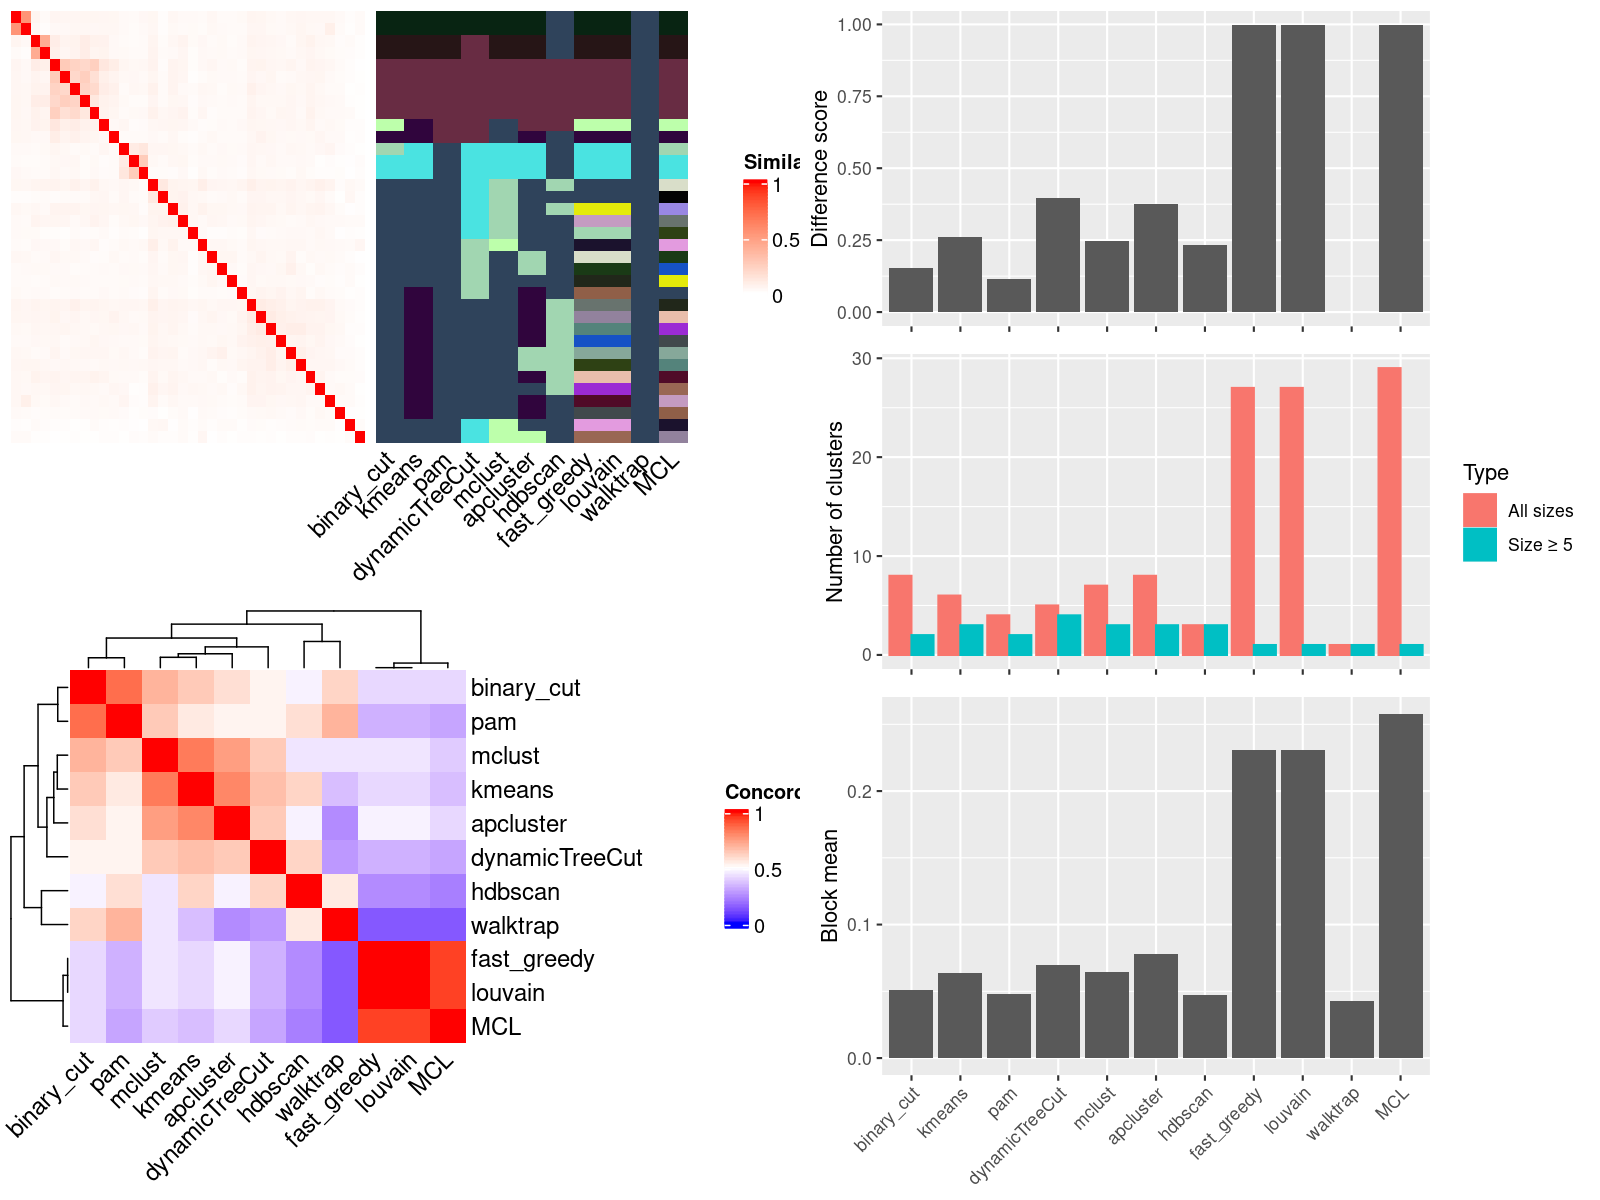 Simila
1
0.5
0
binary_cut
kmeans
pam
dynamicTreeCut
mclust
apcluster
hdbscan
fast_greedy
louvain
walktrap
MCL
binary_cut
pam
mclust
kmeans
apcluster
dynamicTreeCut
hdbscan
walktrap
fast_greedy
louvain
MCL
binary_cut
pam
mclust
kmeans
apcluster
dynamicTreeCut
hdbscan
walktrap
fast_greedy
louvain
MCL
Concord
1
0.5
0
Difference score
1.00
0.75
0.50
0.25
0.00
Number of clusters
30
20
10
0
Type
All sizes
Size ≥ 5
Block mean
0.2
0.1
0.0
binary_cut
kmeans
pam
dynamicTreeCut
mclust
apcluster
hdbscan
fast_greedy
louvain
walktrap
MCL